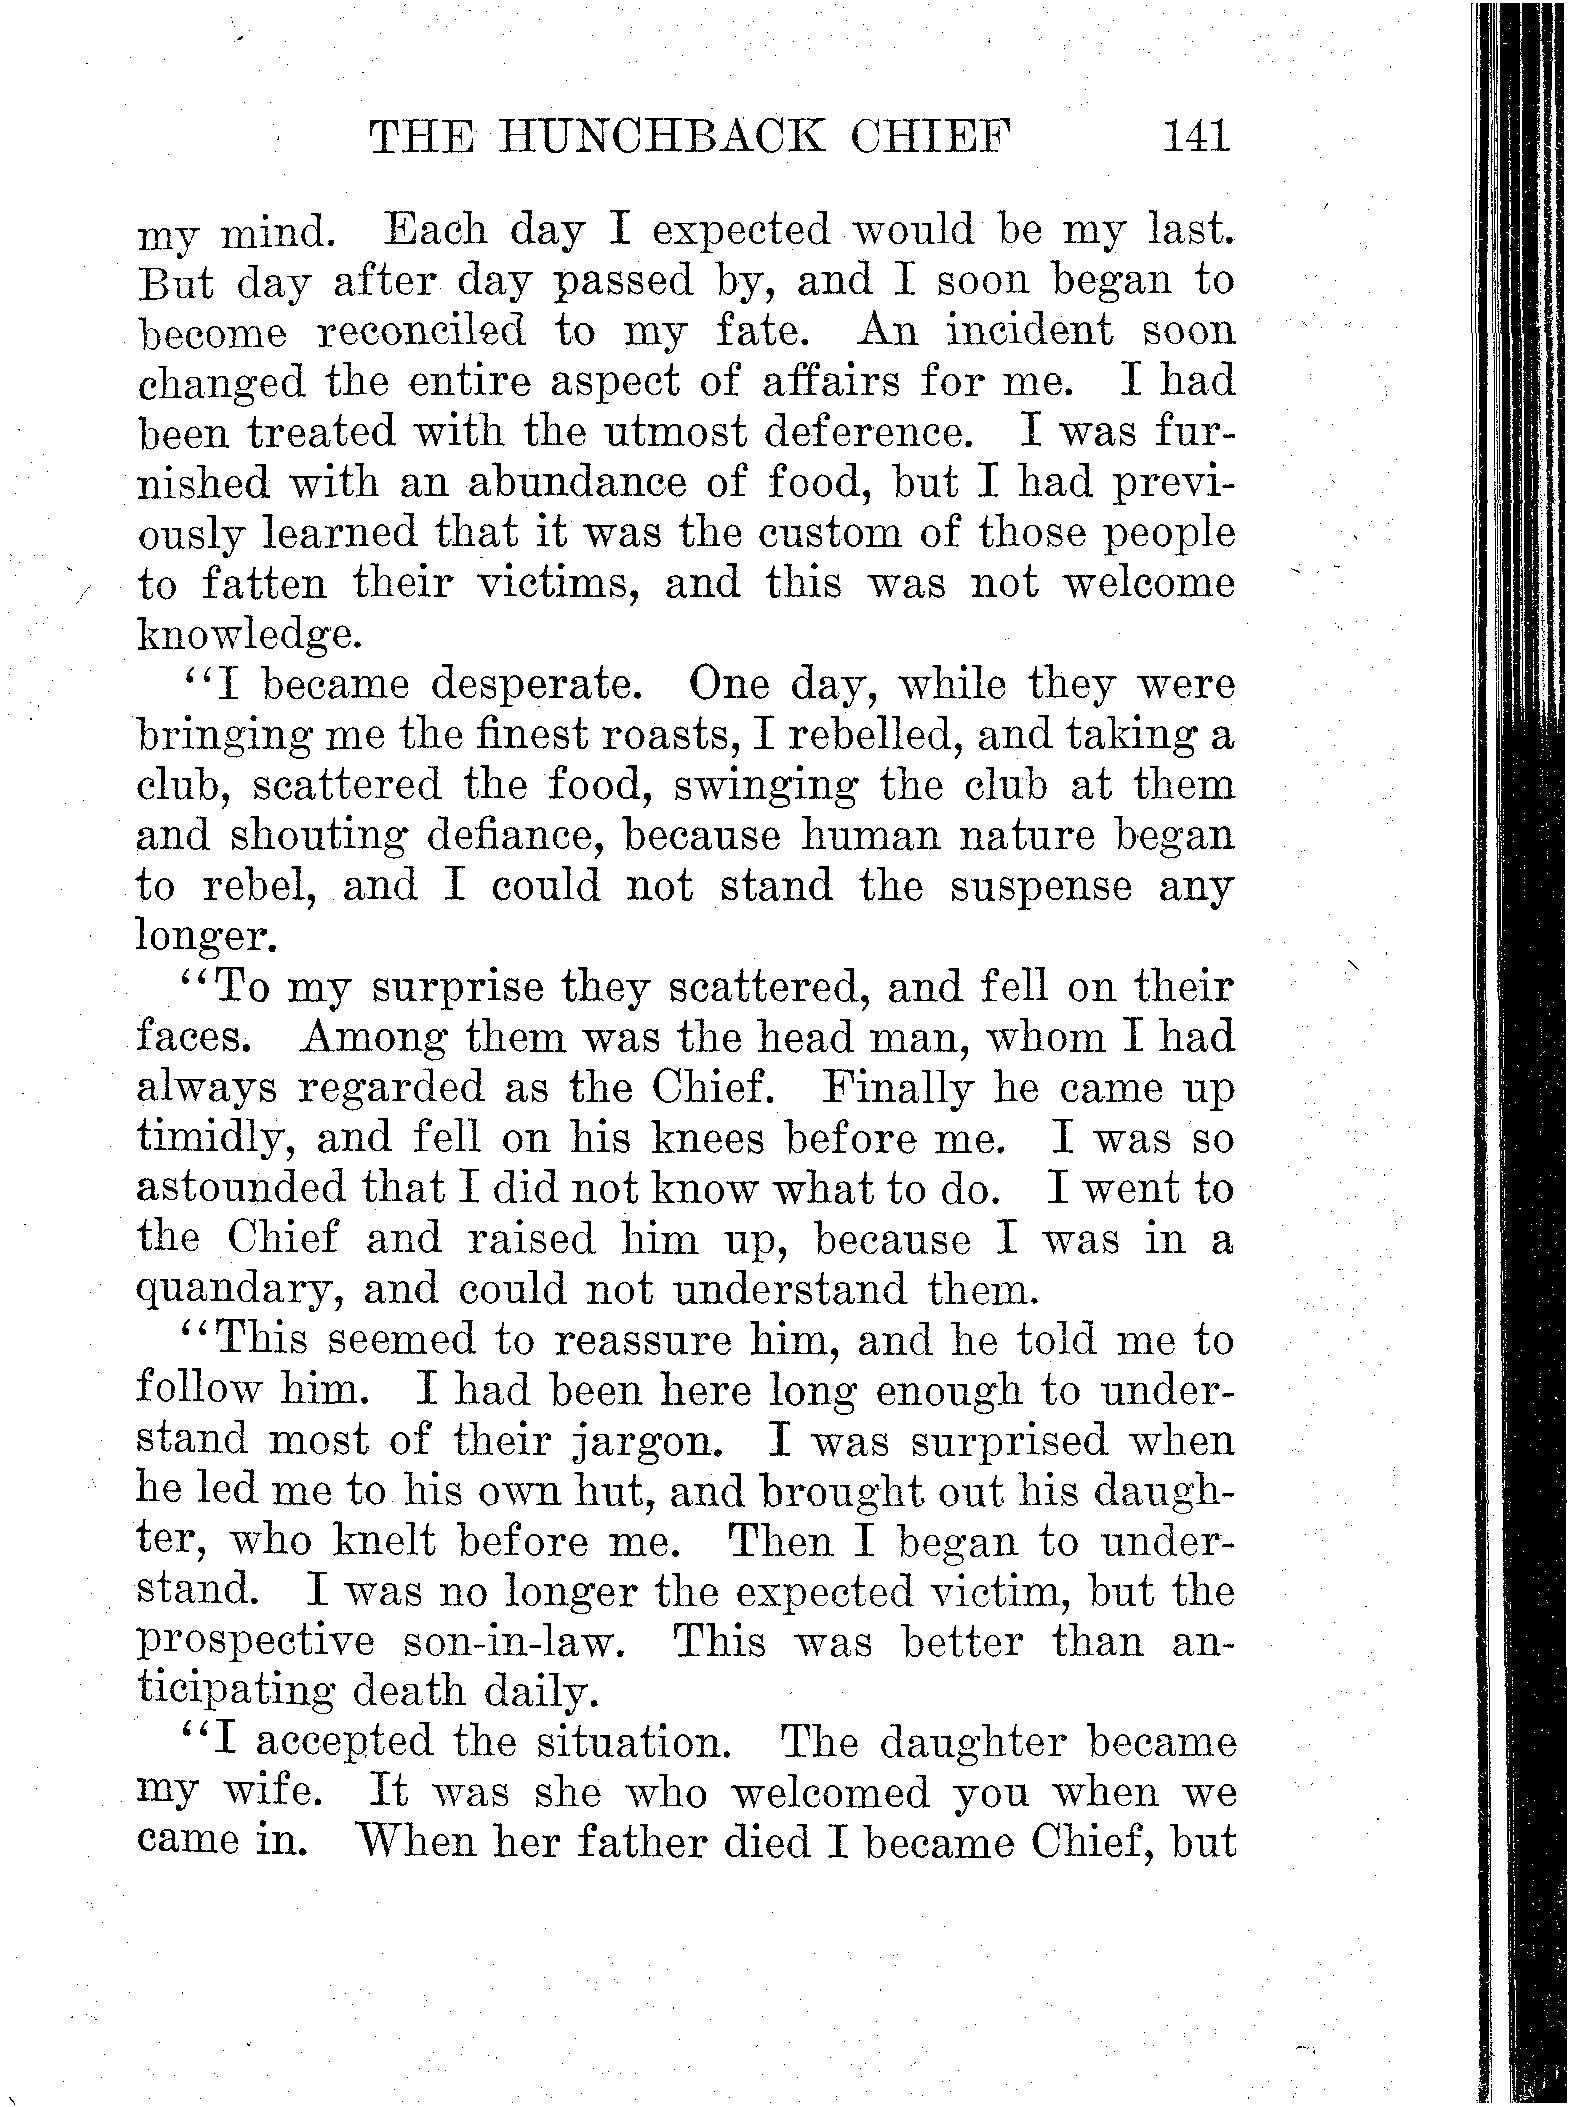 THE HUNCHBACK CHIEF 141
my mind. Each day I expected would be my last.
But day after day passed by, and I soon began to
become reconciled to my fate. An incident soon
changed the entire aspect of affairs for me. I had
been treated with the utmost deference. I was fur-
nished with an abundance of food, but I had previ-
ously learned that it was the custom of those people
to fatten their victims, and this was not welcome
knowledge.
"I became desperate. One day, while they were
bringing me the finest roasts, I rebelled, and taking a
club, scattered the food, swinging the club at them
and shouting defiance, because human nature began
to rebel, and I could not stand the suspense any
longer.
"To my surprise they scattered, and fell on their
faces. Among them was the head man, whom I had
always regarded as the Chief. Finally he came up
timidly, and fell on his knees before me. I was so
astounded that I did not know what to do. I went to
the Chief and raised him up, because I was in a
quandary, and could not understand them.
"This seemed to reassure him, and he told me to
follow him. I had been here long enough to under-
stand most of their jargon. I was surprised when
he led me to his own hut, and brought out his daugh-
ter, who knelt before me. Then I began to under-
stand. I was no longer the expected victim, but the
prospective son-in-law. This was better than an-
ticipating death daily.
"I accepted the situation. The daughter became
my wife. It was she who welcomed you when we
came in. When her father died I became Chief, but